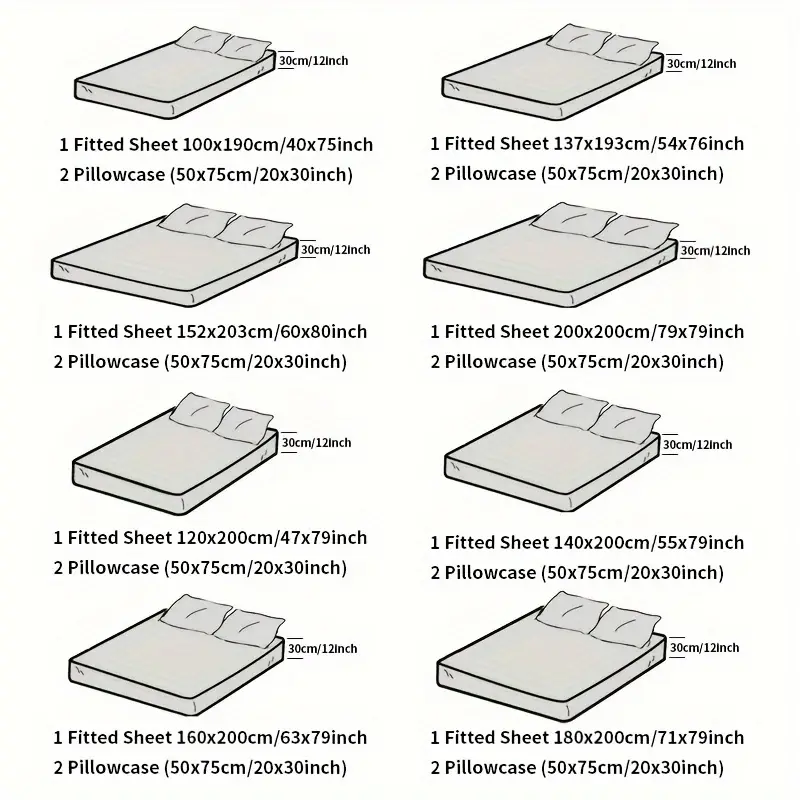 30cm/12inch
30cm/12inch
1 Fitted Sheet 100x190cm/40x75inch
2 Pillowcase (50x75cm/20x30inch)
1 Fitted Sheet 137x193cm/54x76inch
2 Pillowcase (50x75cm/20x30inch)
30cm/12inch
30cm/12inch
1 Fitted Sheet 152x203cm/60x80inch
2 Pillowcase (50x75cm/20x30inch)
1 Fitted Sheet 200x200cm/79x79inch
2 Pillowcase (50x75cm/20x30inch)
30cm/12inch
30cm/12inch
1 Fitted Sheet 120x200cm/47x79inch
2 Pillowcase (50x75cm/20x30inch)
1 Fitted Sheet 140x200cm/55x79inch
2 Pillowcase (50x75cm/20x30inch)
30cm/12inch
30cm/12inch
1 Fitted Sheet 160x200cm/63x79inch
2 Pillowcase (50x75cm/20x30inch)
1 Fitted Sheet 180x200cm/71x79inch
2 Pillowcase (50x75cm/20x30inch)